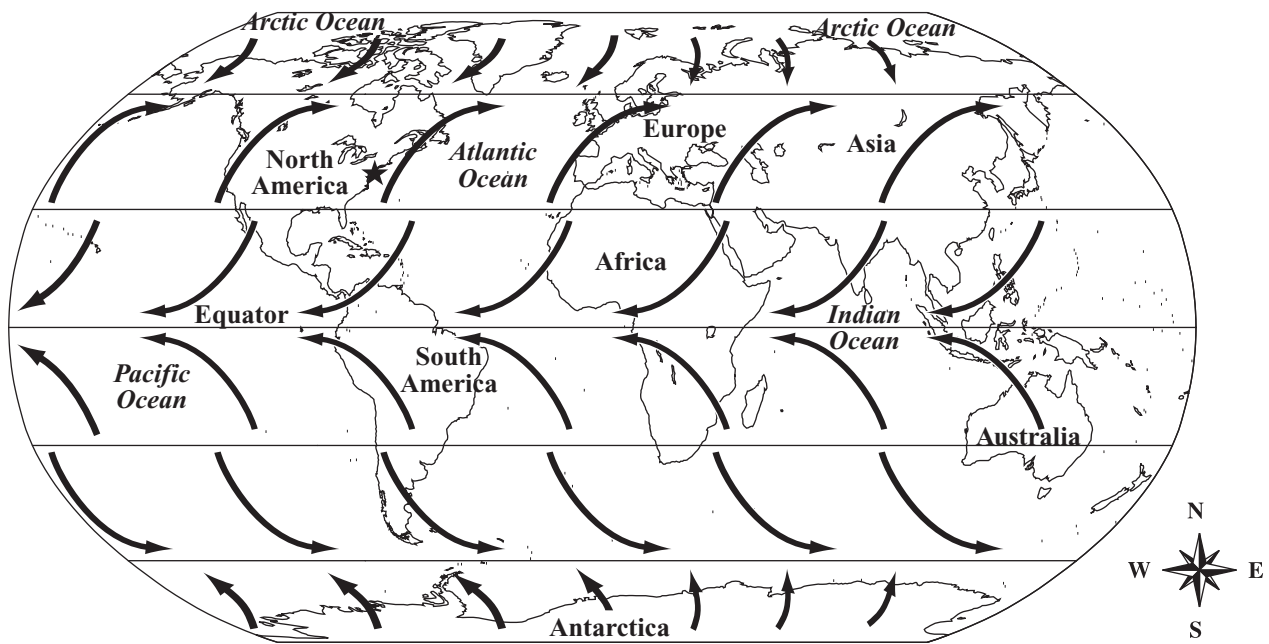 Arctic Ocean
Arctic Ocean
Europe
Asia
North
America
Atlantic
Ocean
Africa
Equator
Indian
Ocean
South
America
Pacific
Ocean
Australia
Antarctica
N
W E
S